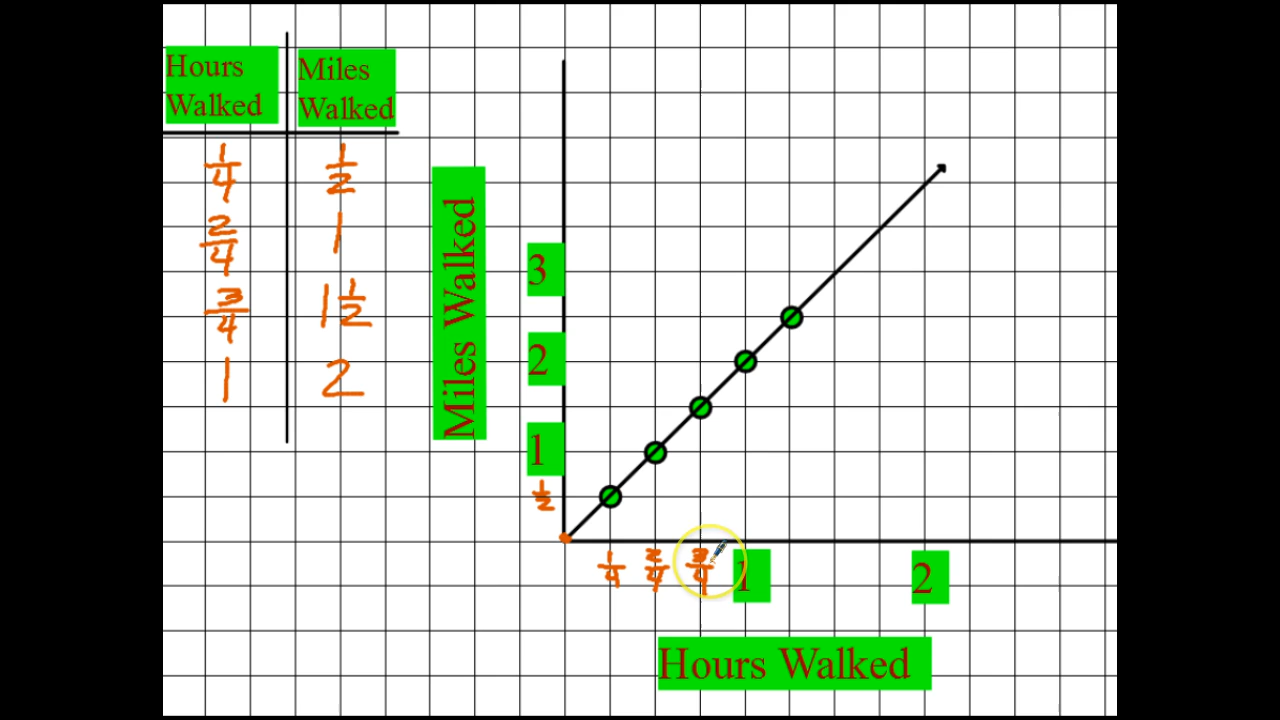 Hours Walked
Miles Walked
1/4 1/2
2/4 1
3/4 1 1/2
1 2
Miles Walked
3
2
1
1/2
1/4 2/4 3/4 1 2
Hours Walked